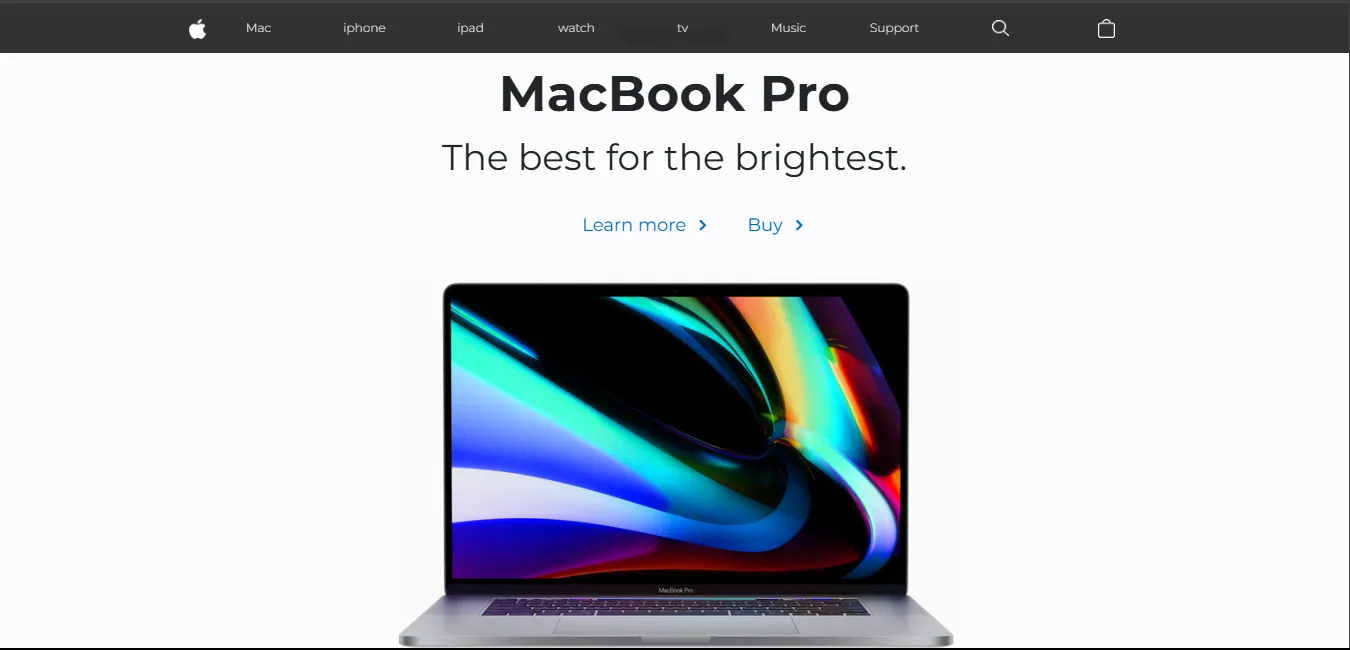 Mac iphone ipad watch tv Music Support
MacBook Pro
The best for the brightest.
Learn more Buy
MacBook Pro